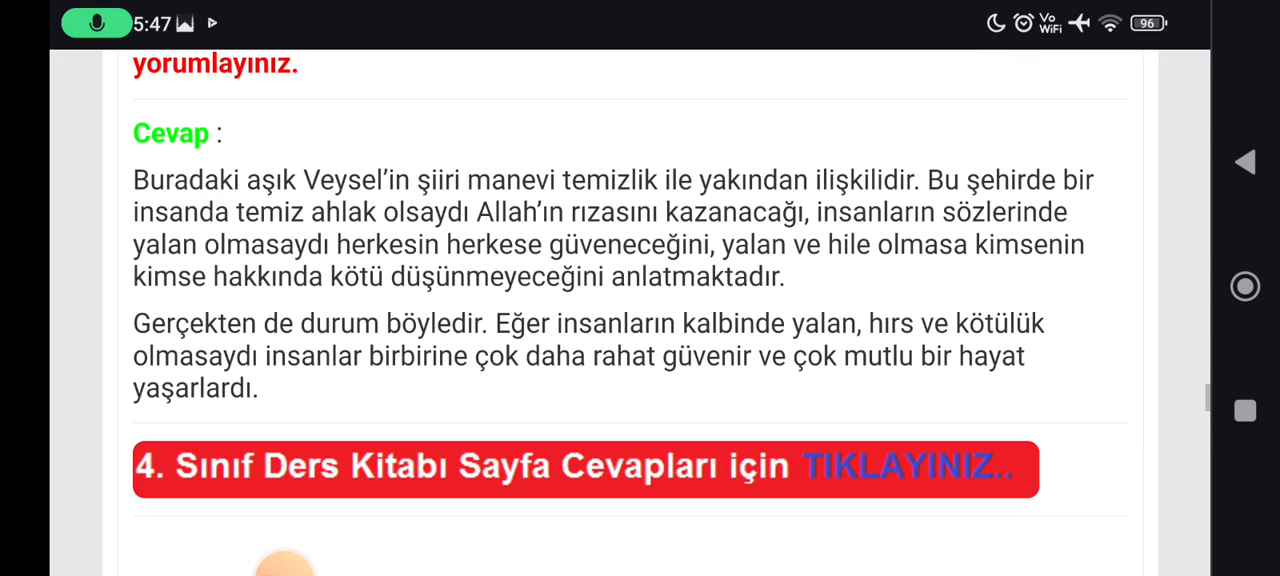 5:47
Vo
WiFi
96
yorumlayınız.
Cevap :
Buradaki aşık Veysel’in şiiri manevi temizlik ile yakından ilişkilidir. Bu şehirde bir
insanda temiz ahlak olsaydı Allah’ın rızasını kazanacağı, insanların sözlerinde
yalan olmasaydı herkesin herkese güveneceğini, yalan ve hile olmasa kimsenin
kimse hakkında kötü düşünmeyeceğini anlatmaktadır.
Gerçekten de durum böyledir. Eğer insanların kalbinde yalan, hırs ve kötülük
olmasaydı insanlar birbirine çok daha rahat güvenir ve çok mutlu bir hayat
yaşarlardı.
4. Sınıf Ders Kitabı Sayfa Cevapları için TIKLAYINIZ..